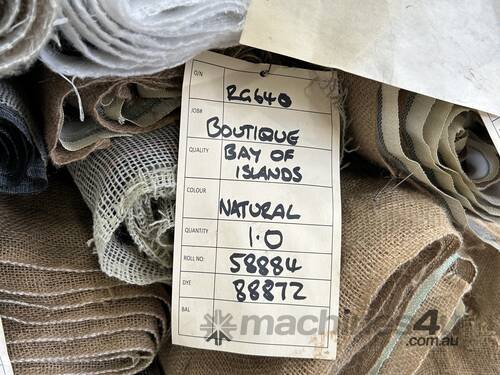 O/N RG640
JOB#
BOUTIQUE
QUALITY BAY OF
ISLANDS
COLOUR
NATURAL
QUANTITY 1.0
ROLL NO: 58884
DYE 88872
BAL
machines4u
.com.au